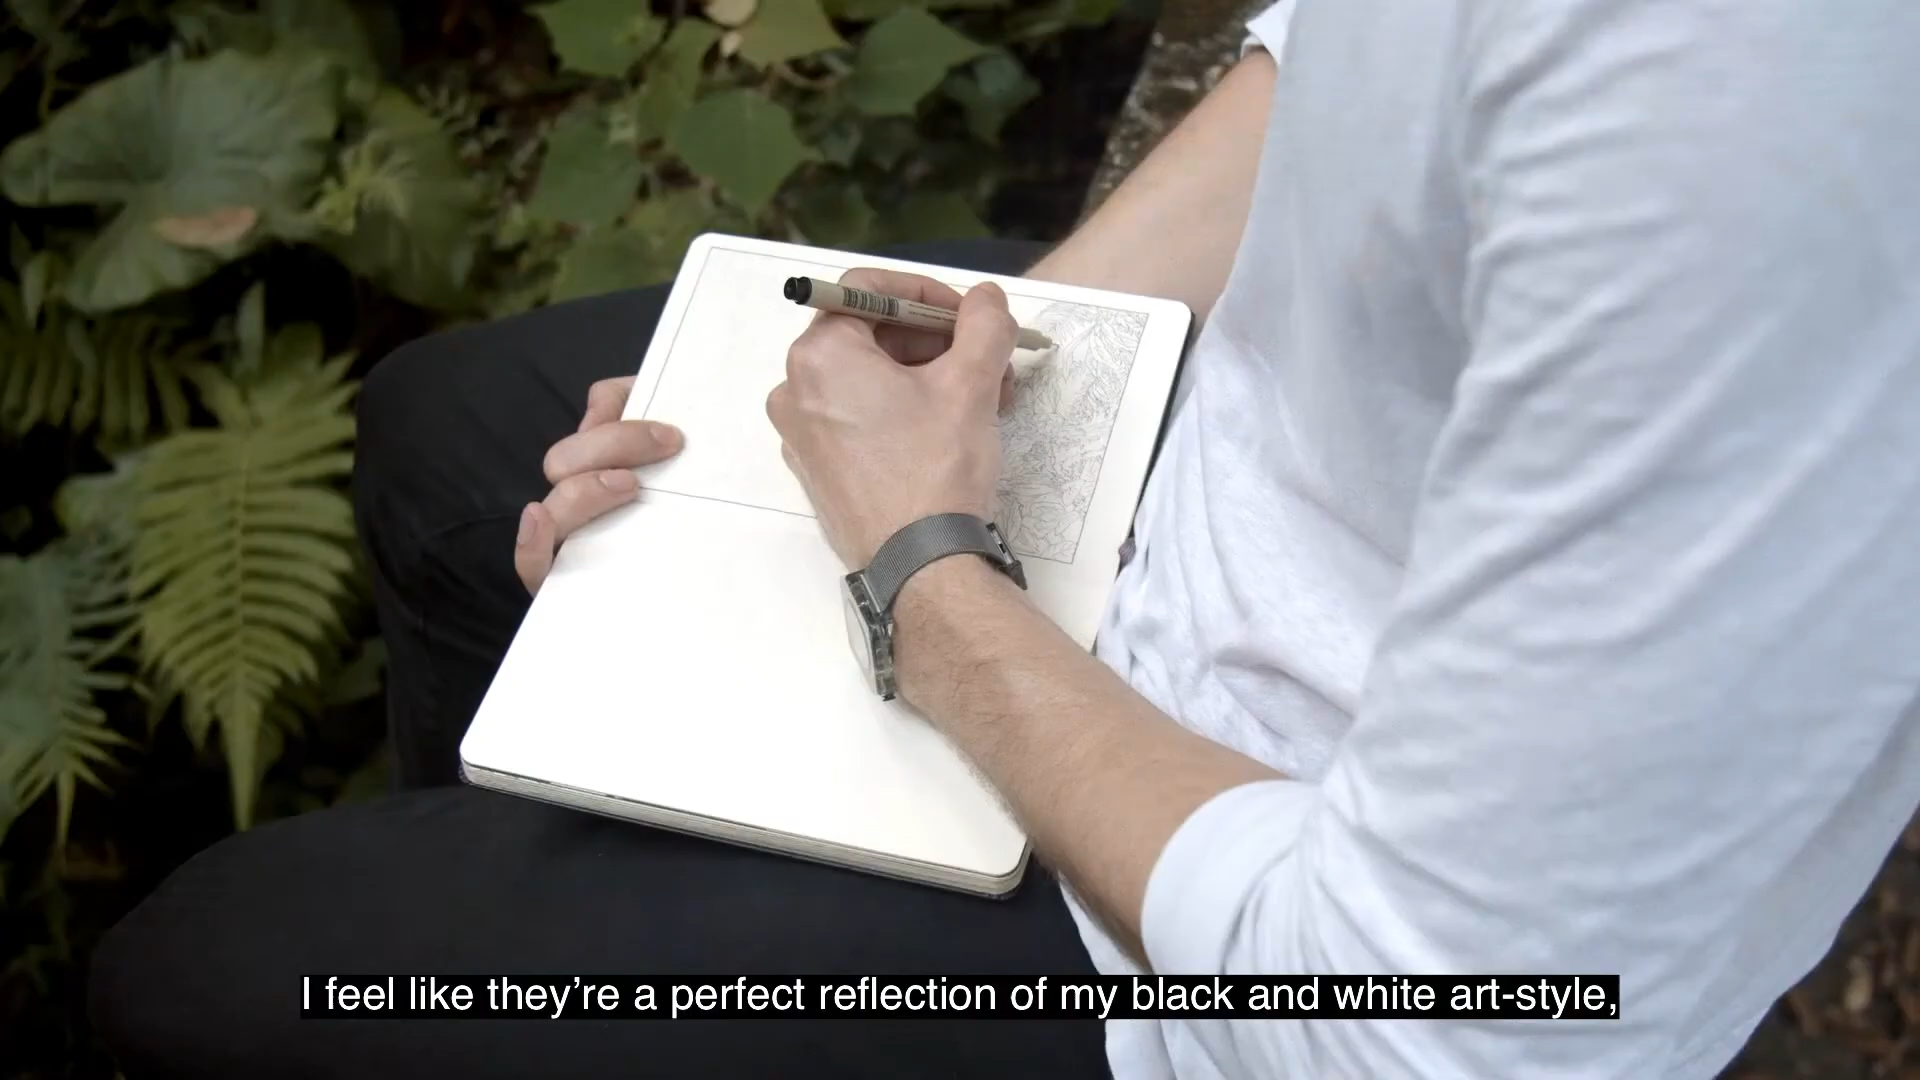 I feel like they’re a perfect reflection of my black and white art-style,